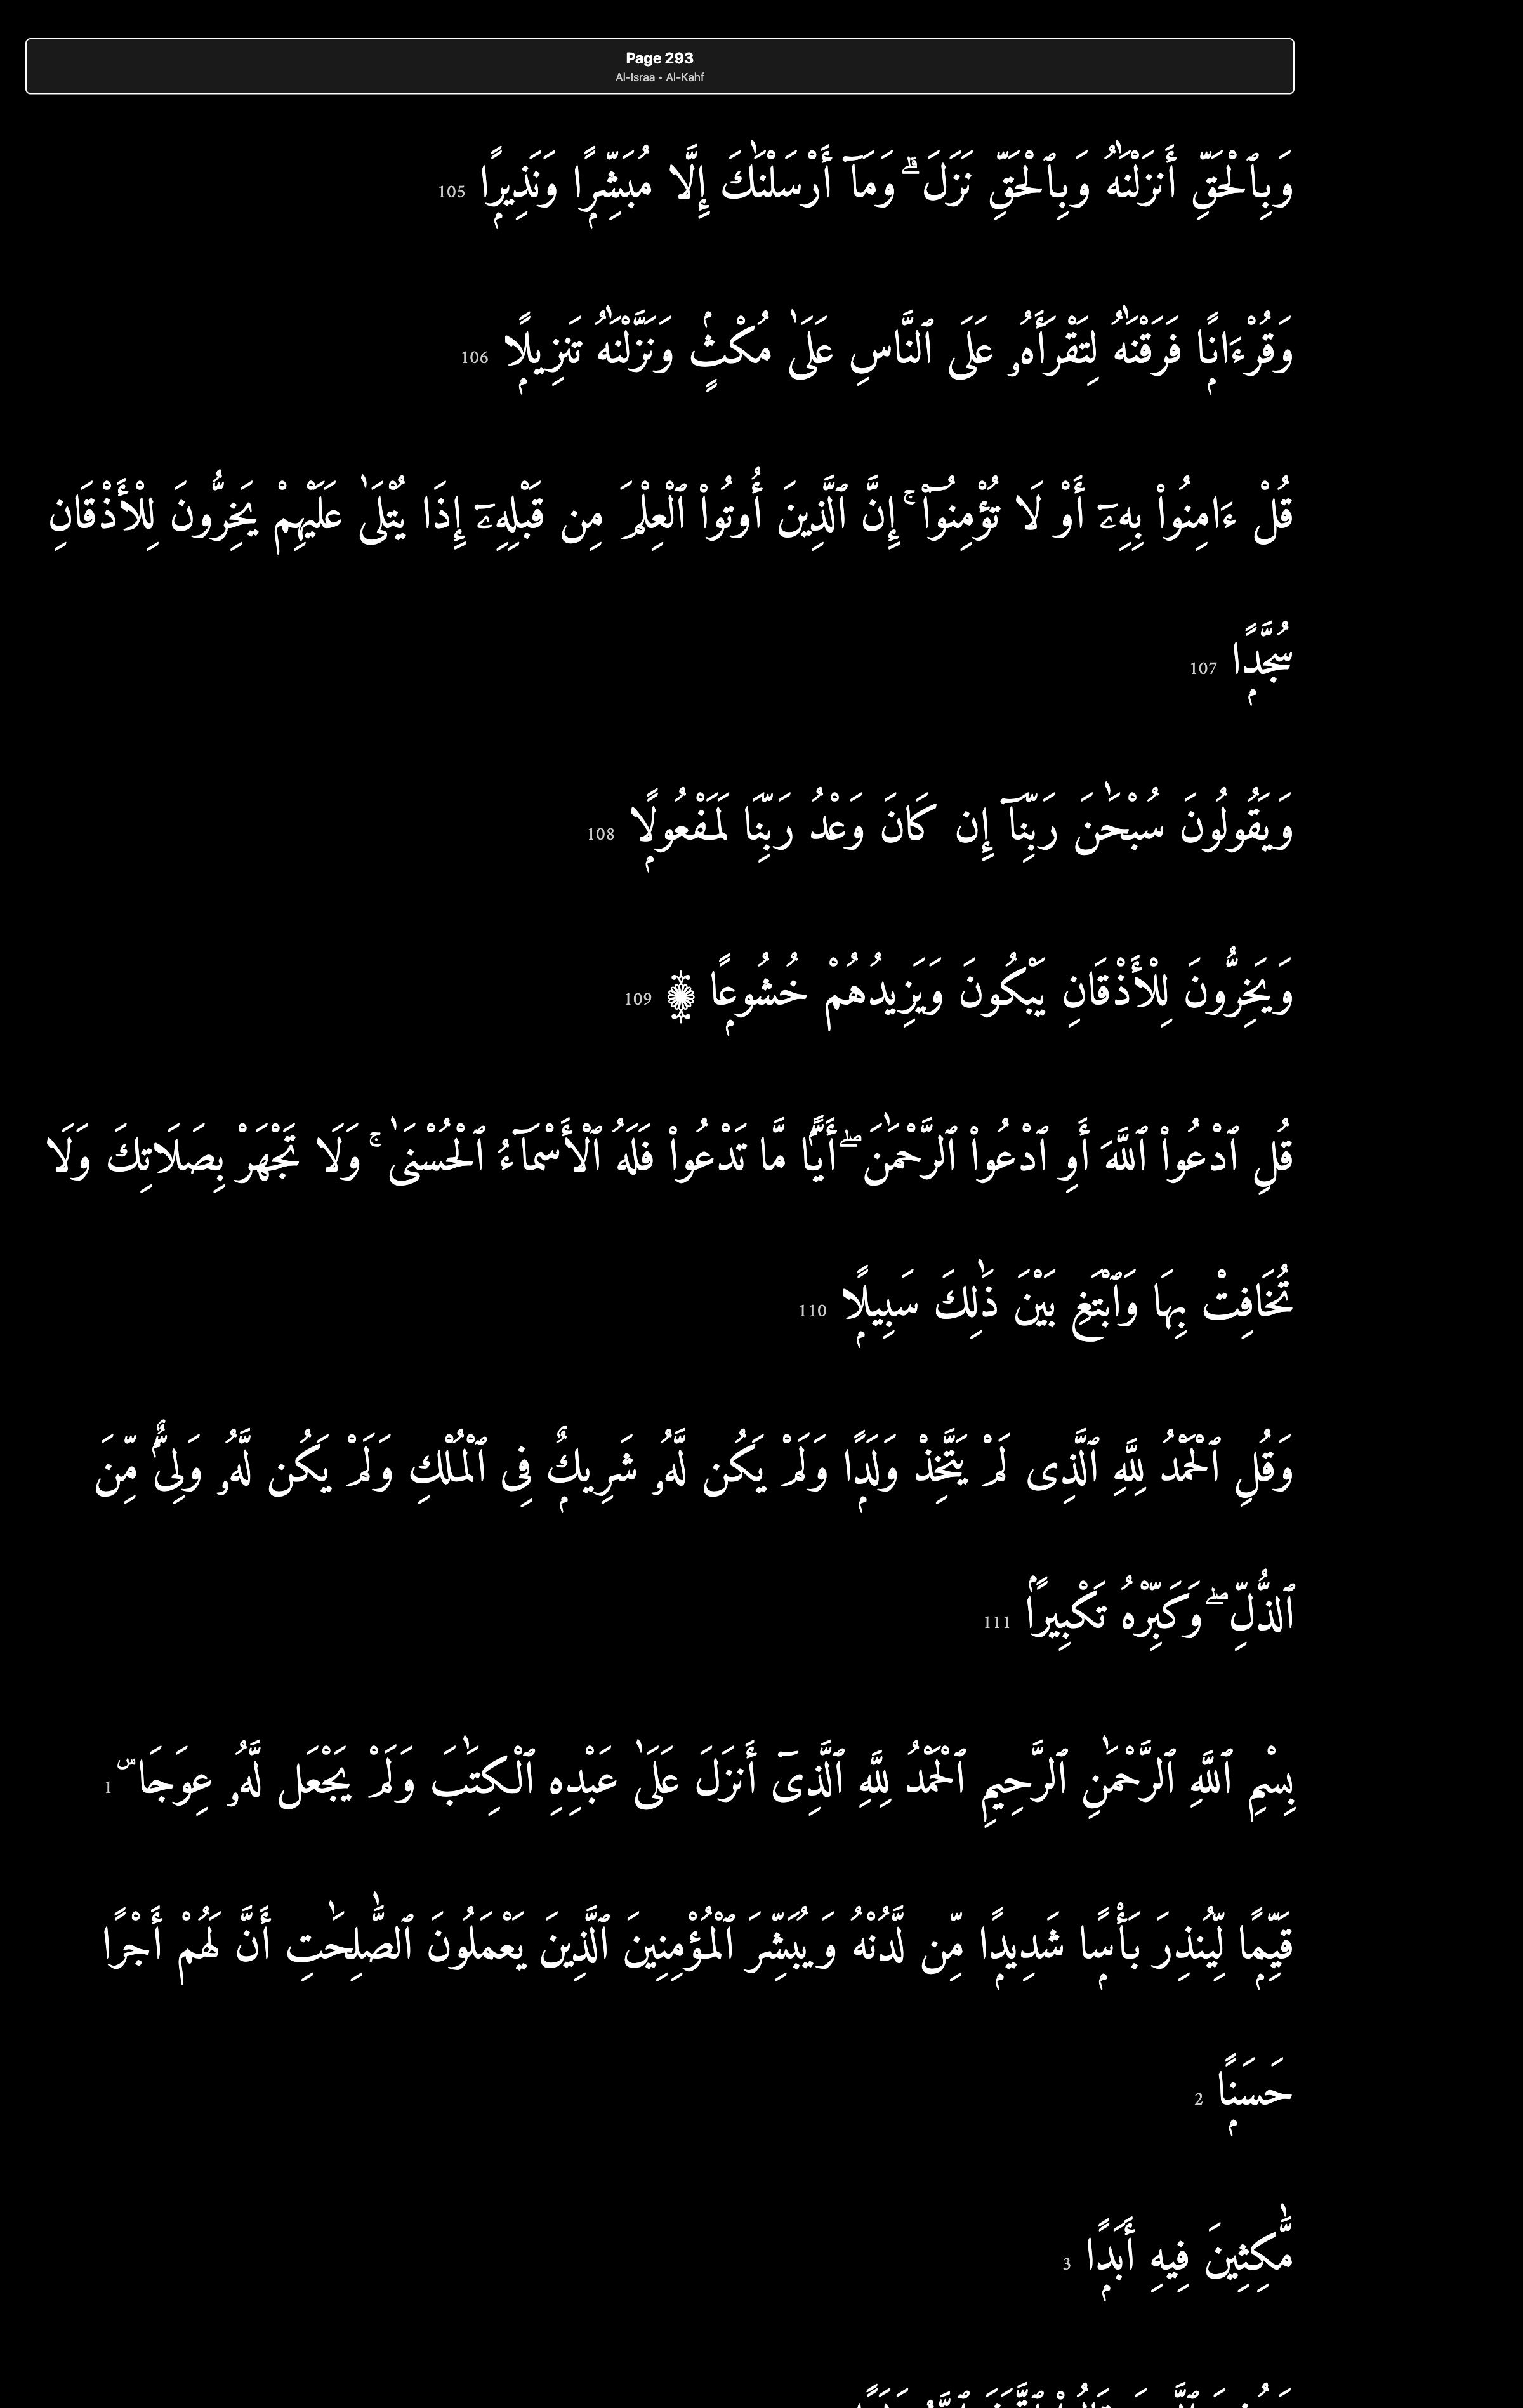 Page 293
Al-Israa • Al-Kahf
وَبِٱلْحَقِّ أَنزَلْنَٰهُ وَبِٱلْحَقِّ نَزَلَ ۗ وَمَآ أَرْسَلْنَٰكَ إِلَّا مُبَشِّرًۭا وَنَذِيرًۭا 105
وَقُرْءَانًۭا فَرَقْنَٰهُ لِتَقْرَأَهُۥ عَلَى ٱلنَّاسِ عَلَىٰ مُكْثٍۢ وَنَزَّلْنَٰهُ تَنزِيلًۭا 106
قُلْ ءَامِنُوا۟ بِهِۦٓ أَوْ لَا تُؤْمِنُوٓا۟ ۚ إِنَّ ٱلَّذِينَ أُوتُوا۟ ٱلْعِلْمَ مِن قَبْلِهِۦٓ إِذَا يُتْلَىٰ عَلَيْهِمْ يَخِرُّونَ لِلْأَذْقَانِ
سُجَّدًۭا 107
وَيَقُولُونَ سُبْحَٰنَ رَبِّنَآ إِن كَانَ وَعْدُ رَبِّنَا لَمَفْعُولًۭا 108
وَيَخِرُّونَ لِلْأَذْقَانِ يَبْكُونَ وَيَزِيدُهُمْ خُشُوعًۭا ۩ 109
قُلِ ٱدْعُوا۟ ٱللَّهَ أَوِ ٱدْعُوا۟ ٱلرَّحْمَٰنَ ۖ أَيًّۭا مَّا تَدْعُوا۟ فَلَهُ ٱلْأَسْمَآءُ ٱلْحُسْنَىٰ ۚ وَلَا تَجْهَرْ بِصَلَاتِكَ وَلَا
تُخَافِتْ بِهَا وَٱبْتَغِ بَيْنَ ذَٰلِكَ سَبِيلًۭا 110
وَقُلِ ٱلْحَمْدُ لِلَّهِ ٱلَّذِى لَمْ يَتَّخِذْ وَلَدًۭا وَلَمْ يَكُن لَّهُۥ شَرِيكٌۭ فِى ٱلْمُلْكِ وَلَمْ يَكُن لَّهُۥ وَلِىٌّۭ مِّنَ
ٱلذُّلِّ ۖ وَكَبِّرْهُ تَكْبِيرًۢا 111
بِسْمِ ٱللَّهِ ٱلرَّحْمَٰنِ ٱلرَّحِيمِ ٱلْحَمْدُ لِلَّهِ ٱلَّذِىٓ أَنزَلَ عَلَىٰ عَبْدِهِ ٱلْكِتَٰبَ وَلَمْ يَجْعَل لَّهُۥ عِوَجَا ۜ 1
قَيِّمًۭا لِّيُنذِرَ بَأْسًۭا شَدِيدًۭا مِّن لَّدُنْهُ وَيُبَشِّرَ ٱلْمُؤْمِنِينَ ٱلَّذِينَ يَعْمَلُونَ ٱلصَّٰلِحَٰتِ أَنَّ لَهُمْ أَجْرًا
حَسَنًۭا 2
مَّٰكِثِينَ فِيهِ أَبَدًۭا 3